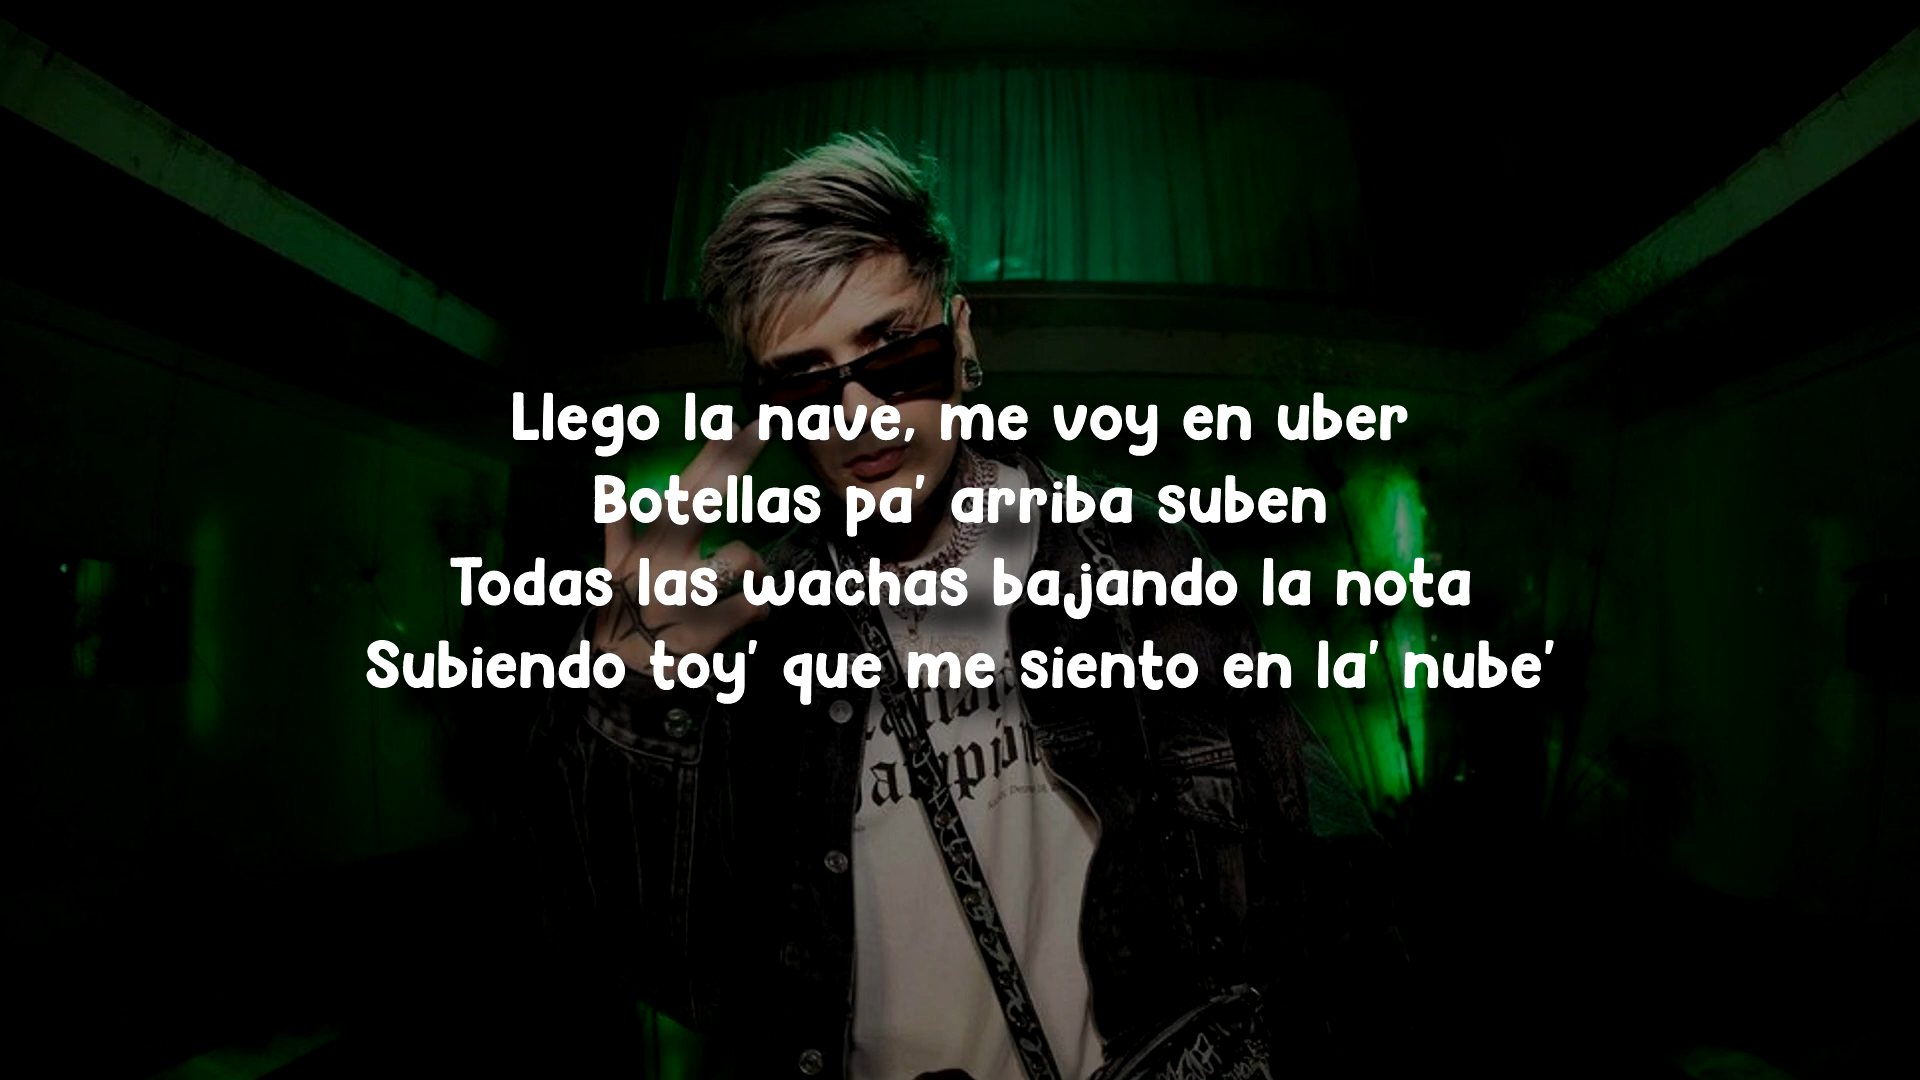 Llego la nave, me voy en uber
Botellas pa' arriba suben
Todas las wachas bajando la nota
Subiendo toy' que me siento en la' nube'